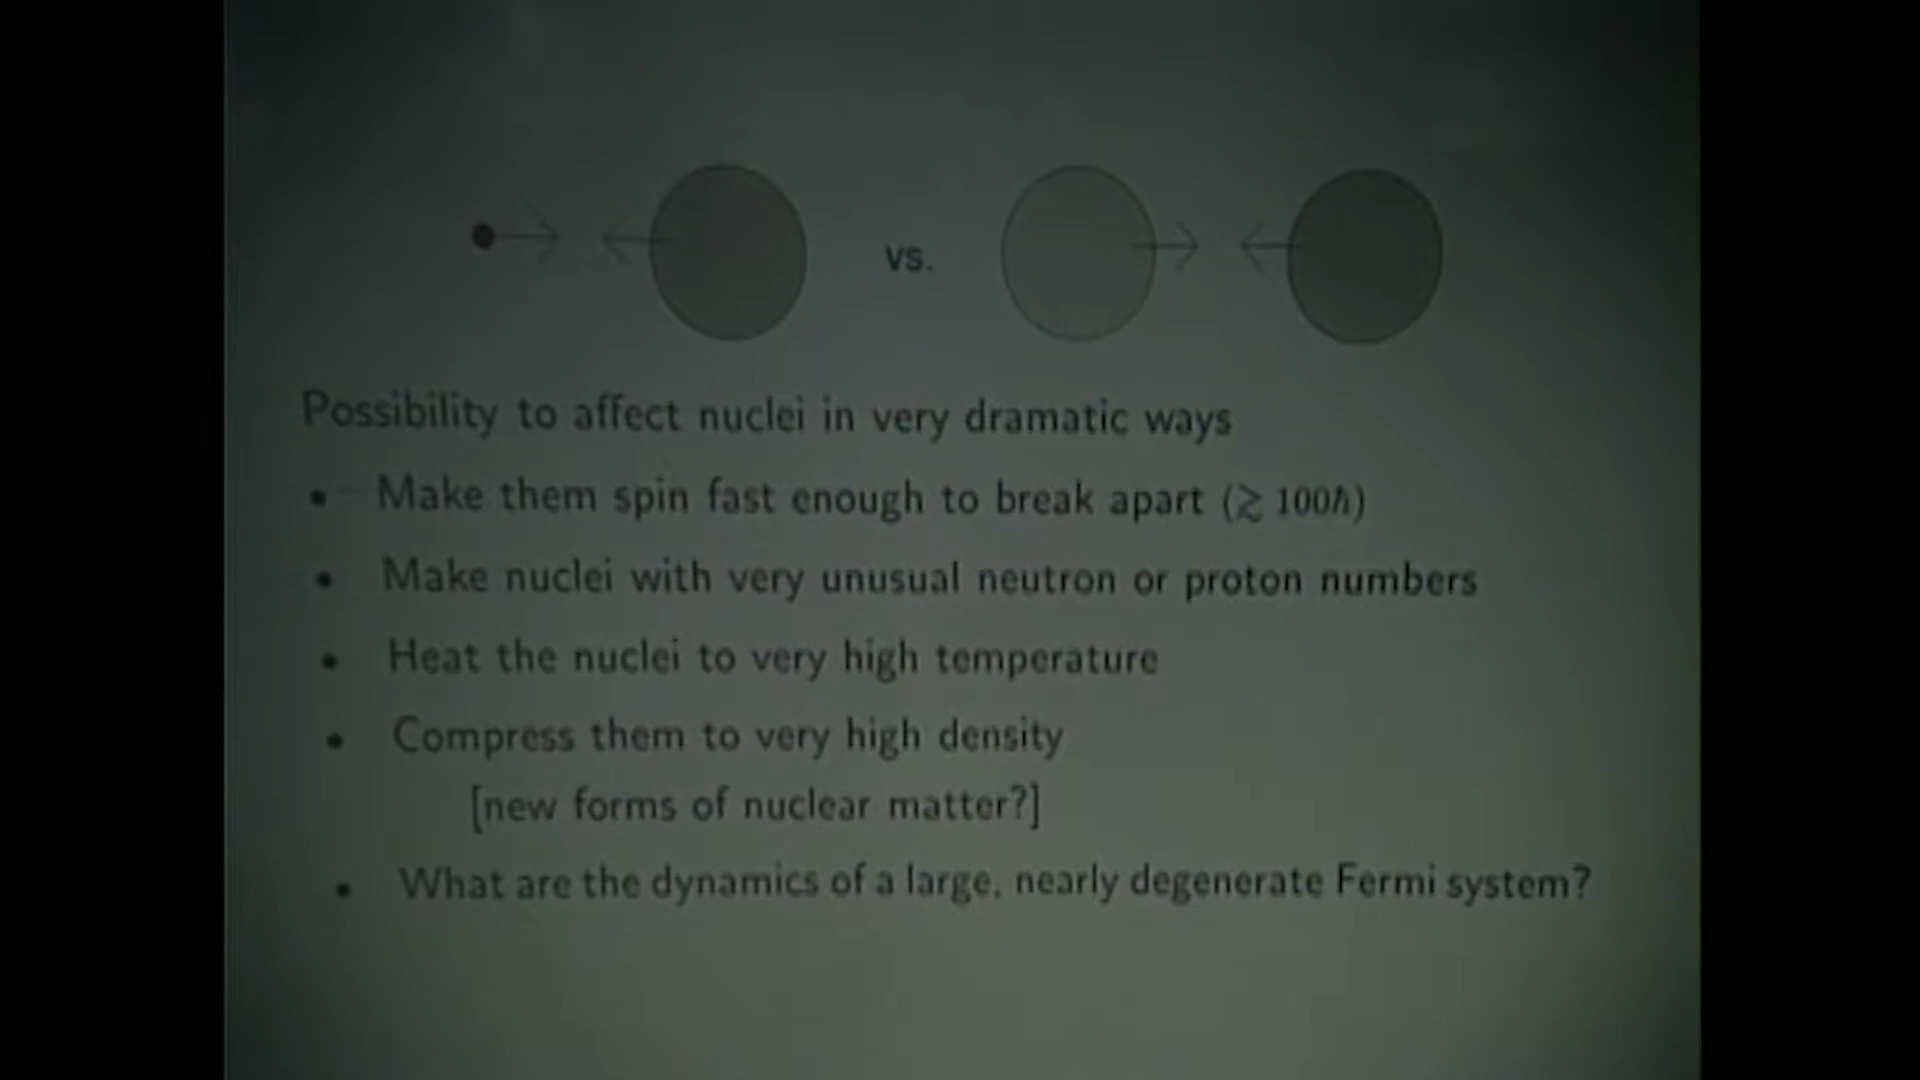 vs.
Possibility to affect nuclei in very dramatic ways
• Make them spin fast enough to break apart (≳ 100ℏ)
• Make nuclei with very unusual neutron or proton numbers
• Heat the nuclei to very high temperature
• Compress them to very high density
[new forms of nuclear matter?]
• What are the dynamics of a large, nearly degenerate Fermi system?